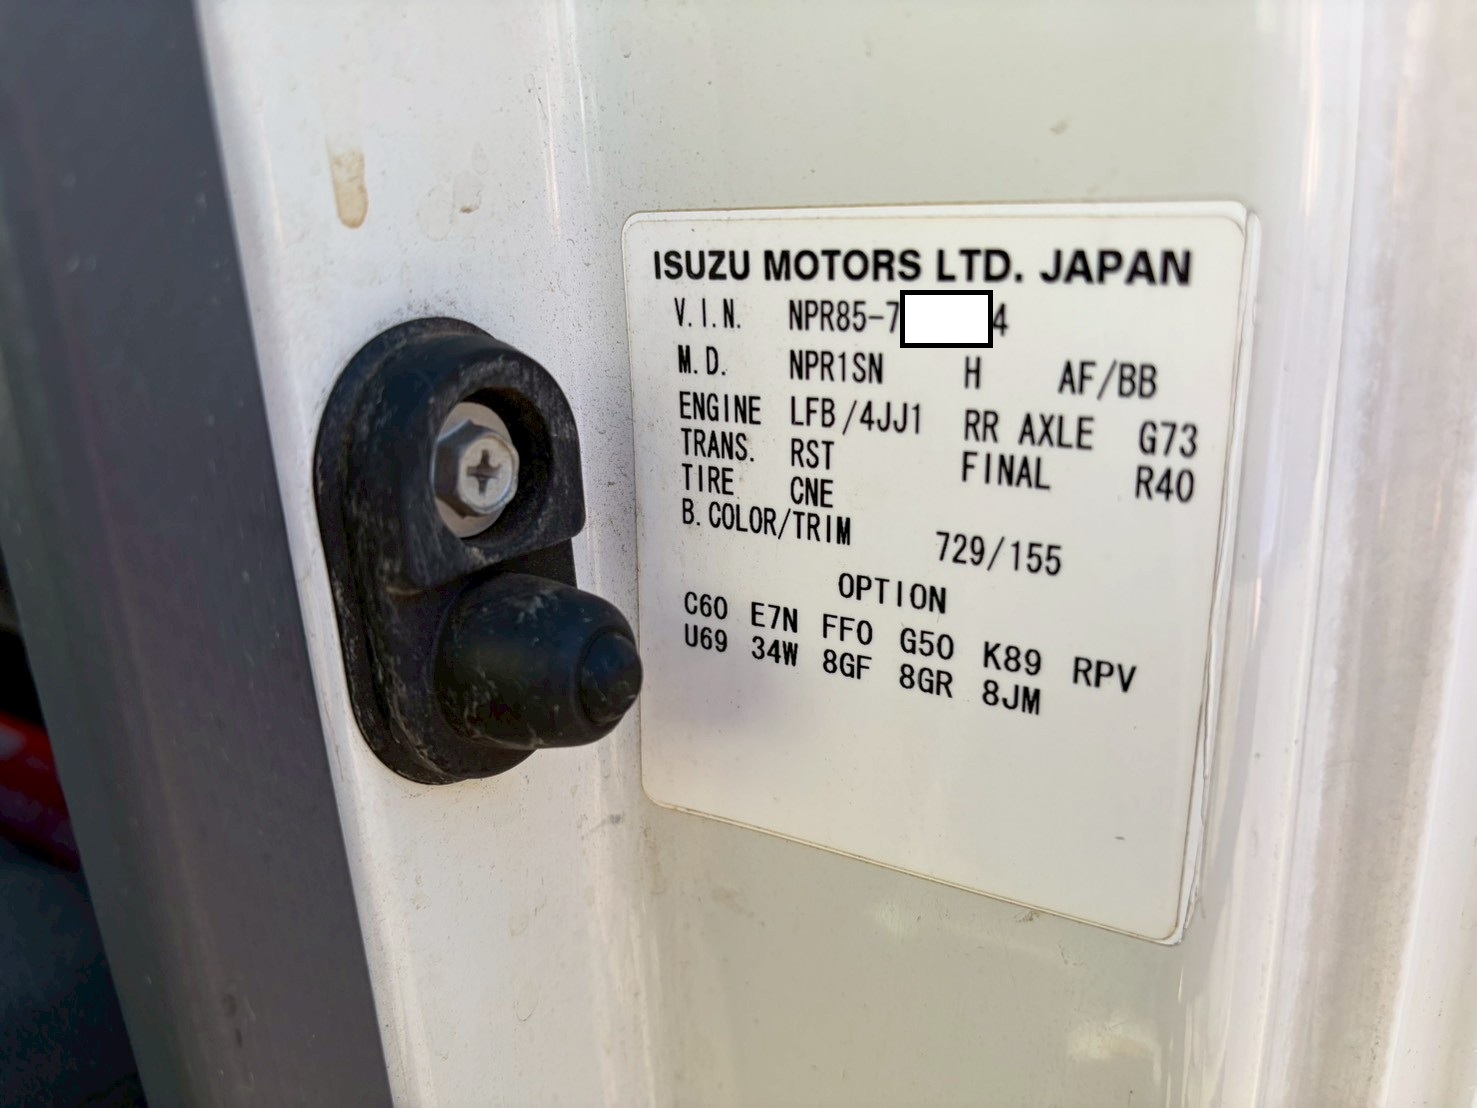 ISUZU MOTORS LTD. JAPAN
V.I.N. NPR85-7 4
M.D. NPR1SN H AF/BB
ENGINE LFB/4JJ1 RR AXLE G73
TRANS. RST FINAL R40
TIRE CNE
B.COLOR/TRIM 729/155
OPTION
C60 E7N FF0 G50 K89 RPV
U69 34W 8GF 8GR 8JM